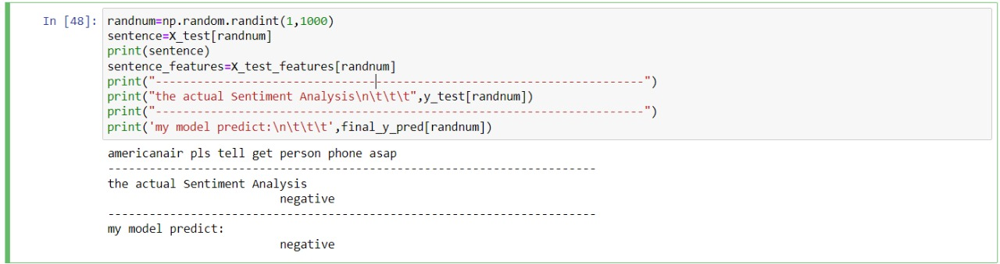 In [48]: randnum=np.random.randint(1,1000)
sentence=X_test[randnum]
print(sentence)
sentence_features=X_test_features[randnum]
print("-----------------------------------------------------------------------")
print("the actual Sentiment Analysis\n\t\t\t",y_test[randnum])
print("-----------------------------------------------------------------------")
print('my model predict:\n\t\t\t',final_y_pred[randnum])
americanair pls tell get person phone asap
-----------------------------------------------------------------------
the actual Sentiment Analysis
negative
-----------------------------------------------------------------------
my model predict:
negative